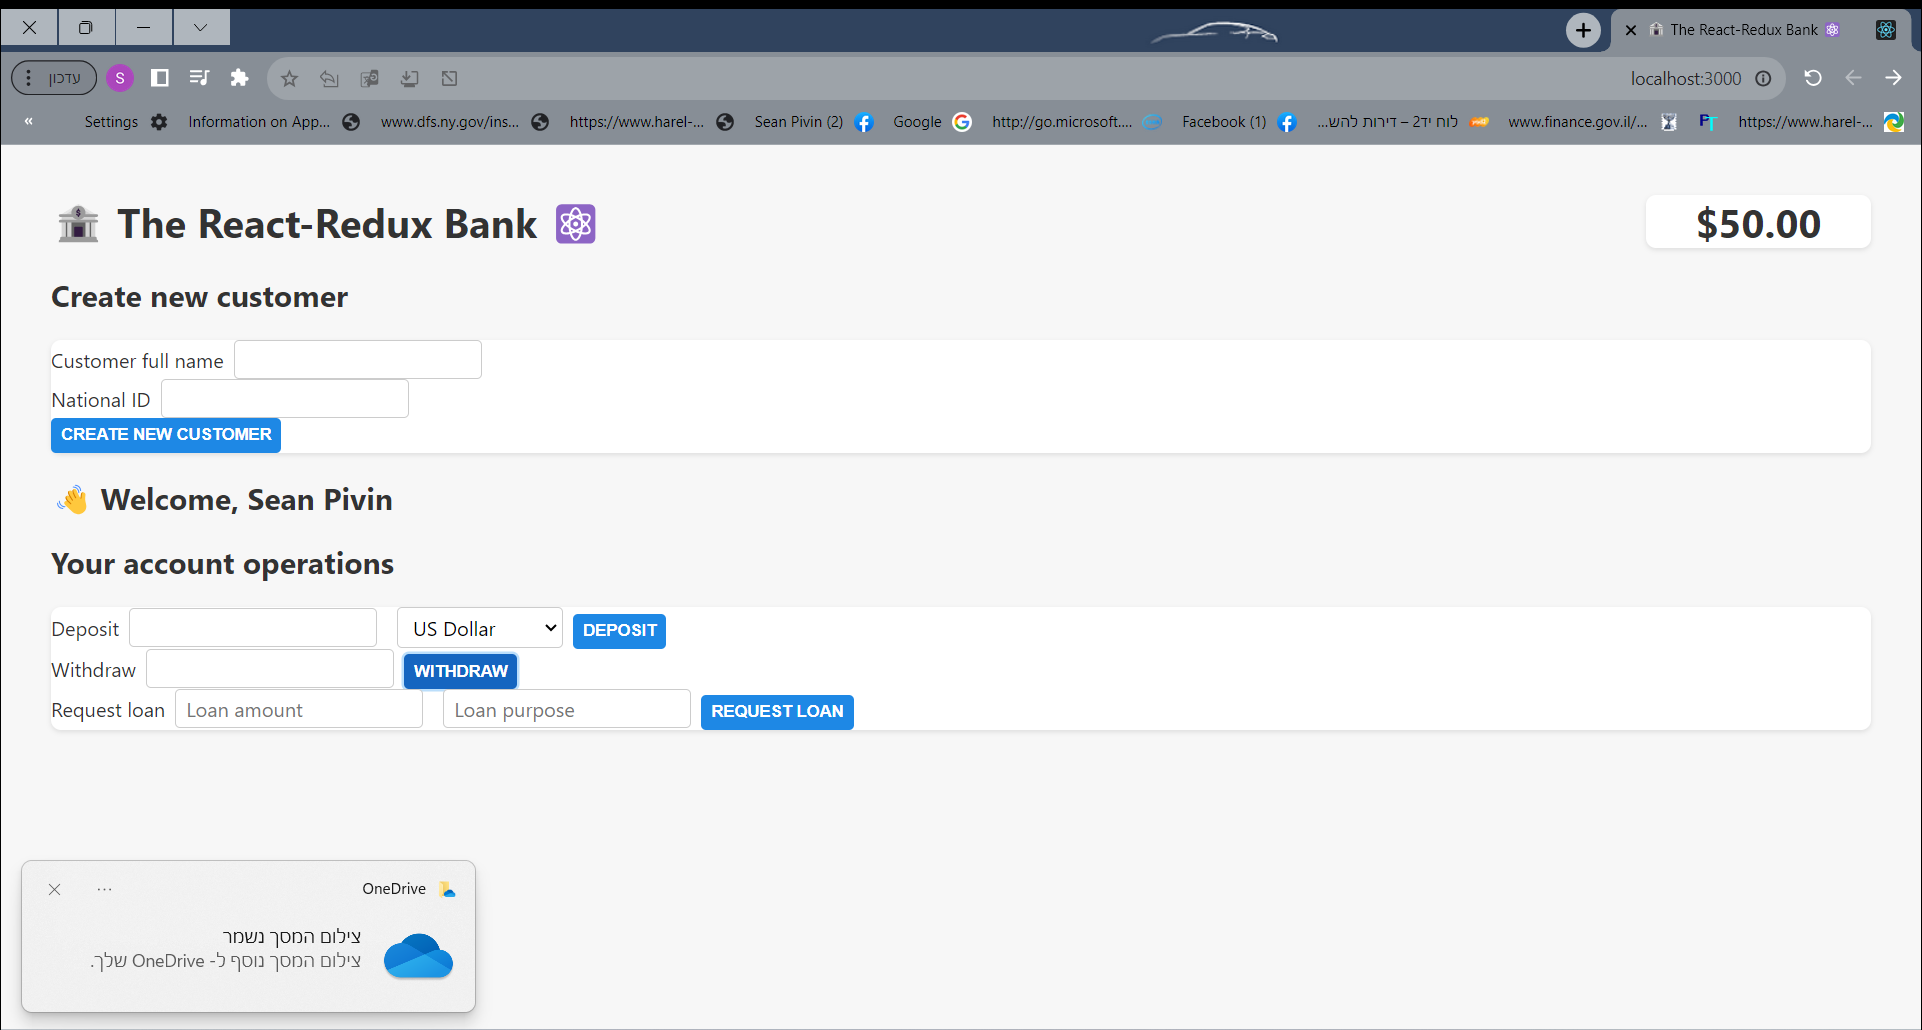 The React-Redux Bank
עדכון
S
localhost:3000
«
Settings
Information on App...
www.dfs.ny.gov/ins...
https://www.harel-...
Sean Pivin (2)
Google
http://go.microsoft....
Facebook (1)
לוח יד2 – דירות להש...
www.finance.gov.il/...
PT
https://www.harel-...
The React-Redux Bank
$50.00
Create new customer
Customer full name
National ID
CREATE NEW CUSTOMER
Welcome, Sean Pivin
Your account operations
Deposit US Dollar DEPOSIT
Withdraw WITHDRAW
Request loan Loan amount Loan purpose REQUEST LOAN
OneDrive
צילום המסך נשמר
צילום המסך נוסף ל- OneDrive שלך.